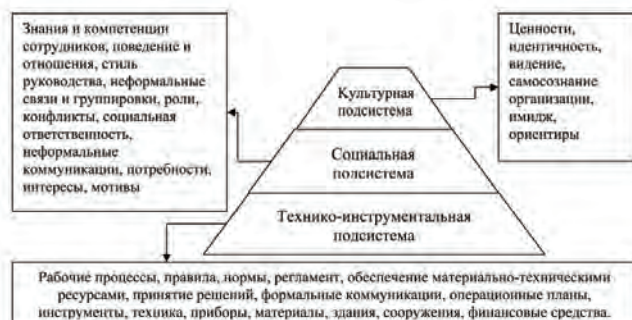 Знания и компетенции
сотрудников, поведение и
отношения, стиль
руководства, неформальные
связи и группировки, роли,
конфликты, социальная
ответственность,
неформальные
коммуникации, потребности,
интересы, мотивы
Ценности,
идентичность,
видение,
самосознание
организации,
имидж,
ориентиры
Культурная
подсистема
Социальная
подсистема
Технико-инструментальная
подсистема
Рабочие процессы, правила, нормы, регламент, обеспечение материально-техническими
ресурсами, принятие решений, формальные коммуникации, операционные планы,
инструменты, техника, приборы, материалы, здания, сооружения, финансовые средства.